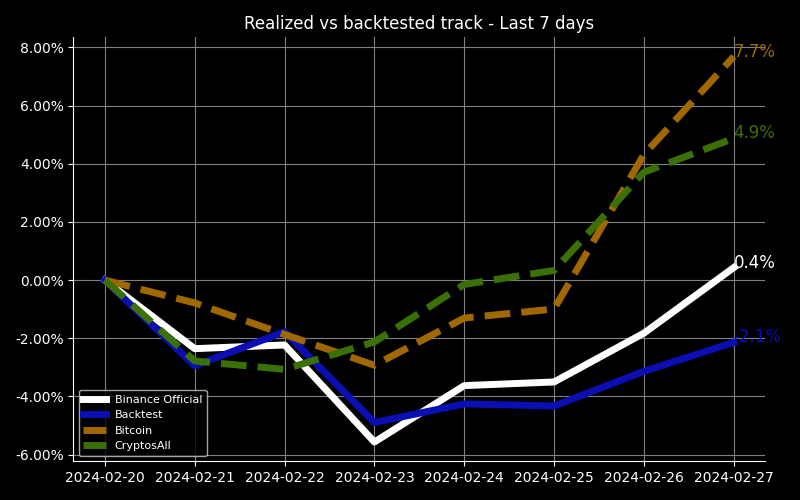 Realized vs backtested track - Last 7 days
8.00%
7.7%
6.00%
4.9%
4.00%
2.00%
0.4%
0.00%
-2.1%
-2.00%
-4.00%
-6.00%
Binance Official
Backtest
Bitcoin
CryptosAll
2024-02-20 2024-02-21 2024-02-22 2024-02-23 2024-02-24 2024-02-25 2024-02-26 2024-02-27